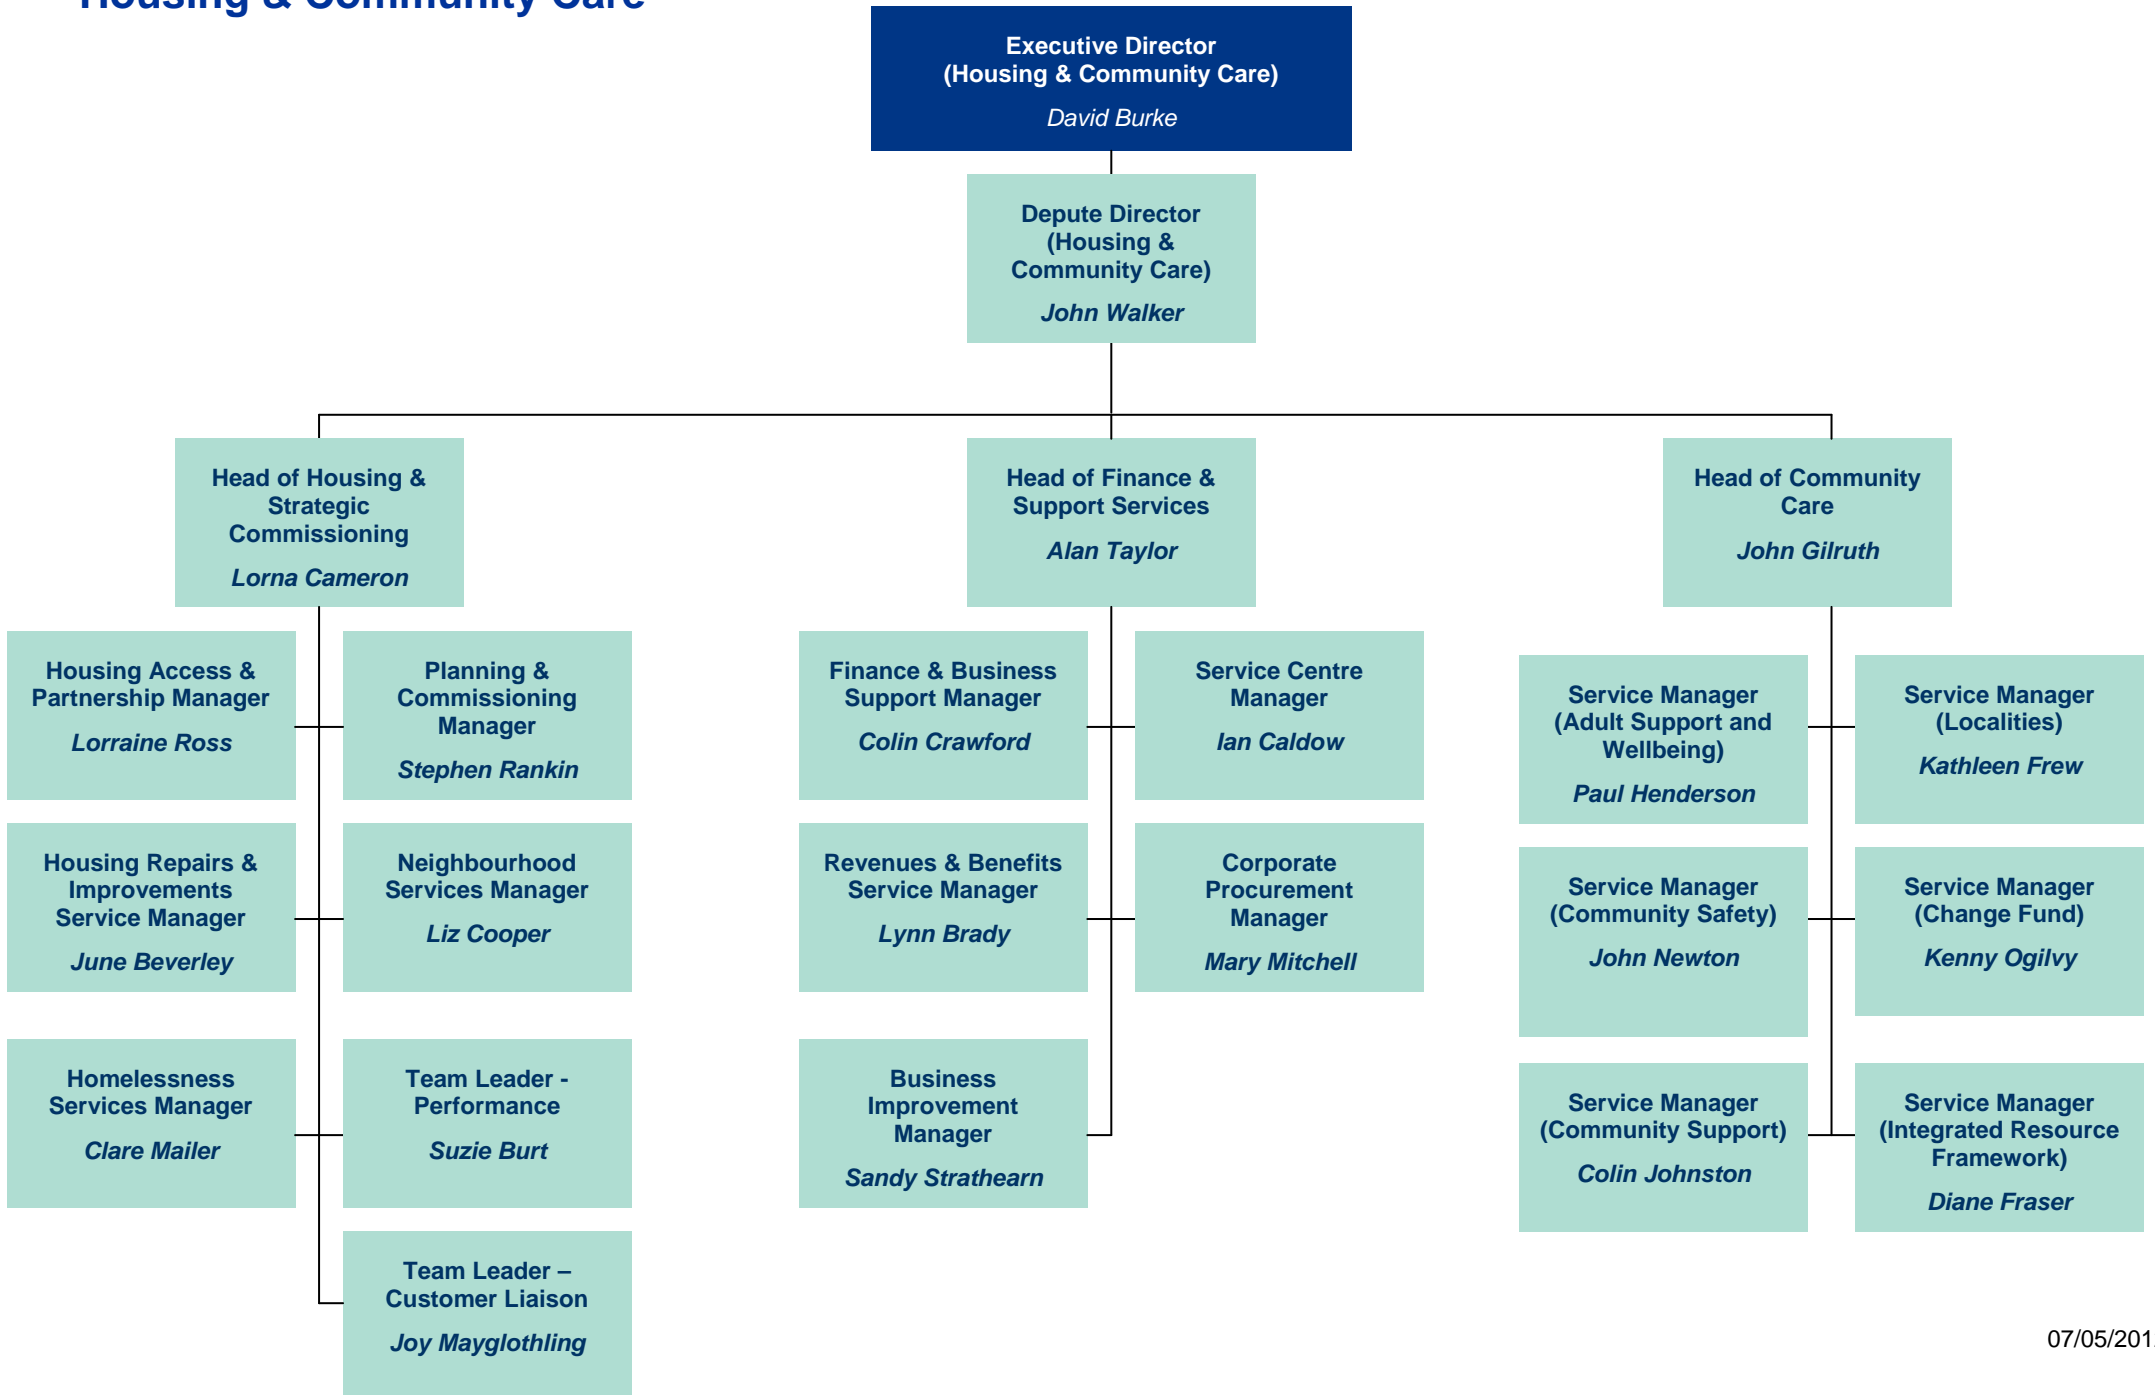 Housing & Community Care
Executive Director
(Housing & Community Care)
David Burke
Depute Director
(Housing &
Community Care)
John Walker
Head of Housing &
Strategic
Commissioning
Lorna Cameron
Head of Finance &
Support Services
Alan Taylor
Head of Community
Care
John Gilruth
Housing Access &
Partnership Manager
Lorraine Ross
Planning &
Commissioning
Manager
Stephen Rankin
Finance & Business
Support Manager
Colin Crawford
Service Centre
Manager
Ian Caldow
Service Manager
(Adult Support and
Wellbeing)
Paul Henderson
Service Manager
(Localities)
Kathleen Frew
Housing Repairs &
Improvements
Service Manager
June Beverley
Neighbourhood
Services Manager
Liz Cooper
Revenues & Benefits
Service Manager
Lynn Brady
Corporate
Procurement
Manager
Mary Mitchell
Service Manager
(Community Safety)
John Newton
Service Manager
(Change Fund)
Kenny Ogilvy
Homelessness
Services Manager
Clare Mailer
Team Leader -
Performance
Suzie Burt
Business
Improvement
Manager
Sandy Strathearn
Service Manager
(Community Support)
Colin Johnston
Service Manager
(Integrated Resource
Framework)
Diane Fraser
Team Leader –
Customer Liaison
Joy Mayglothling
07/05/201